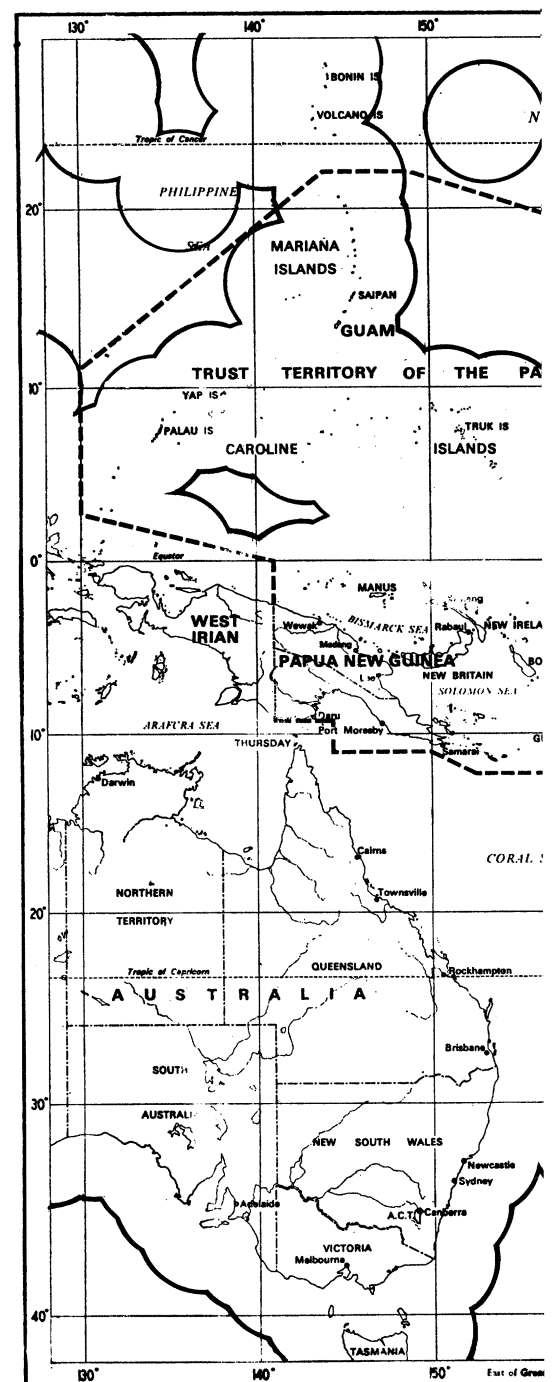 130° 140° 150°
BONIN IS
VOLCANO IS
N
Tropic of Cancer
PHILIPPINE
SEA
20°
MARIANA
ISLANDS
SAIPAN
GUAM
TRUST TERRITORY OF THE PA
10°
YAP IS
PALAU IS
TRUK IS
CAROLINE ISLANDS
0°
Equator
MANUS
WEST
IRIAN
Wewak
BISMARCK SEA
Rabaul
NEW IRELA
Madang
PAPUA NEW GUINEA
BO
NEW BRITAIN
SOLOMON SEA
ARAFURA SEA
Daru
Port Moresby
10°
THURSDAY
Samarai
Darwin
Cairns
CORAL S
NORTHERN
TERRITORY
Townsville
20°
QUEENSLAND
Tropic of Capricorn
Rockhampton
AUSTRALIA
Brisbane
SOUTH
30°
AUSTRALI
NEW SOUTH WALES
Newcastle
Sydney
Adelaide
A.C.T.
Canberra
VICTORIA
Melbourne
40°
TASMANIA
130° 140° 150°
East of Green